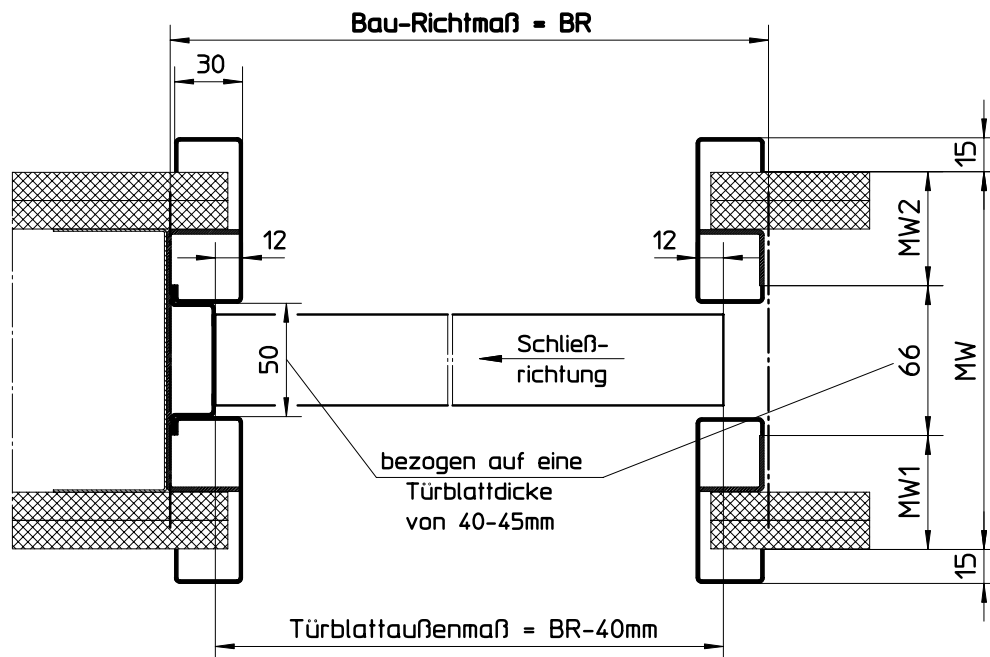 Bau-Richtmaß = BR
30
15
12
12
MW2
50
Schließ-
richtung
66
MW
bezogen auf eine
Türblattdicke
von 40-45mm
MW1
15
Türblattaußenmaß = BR-40mm